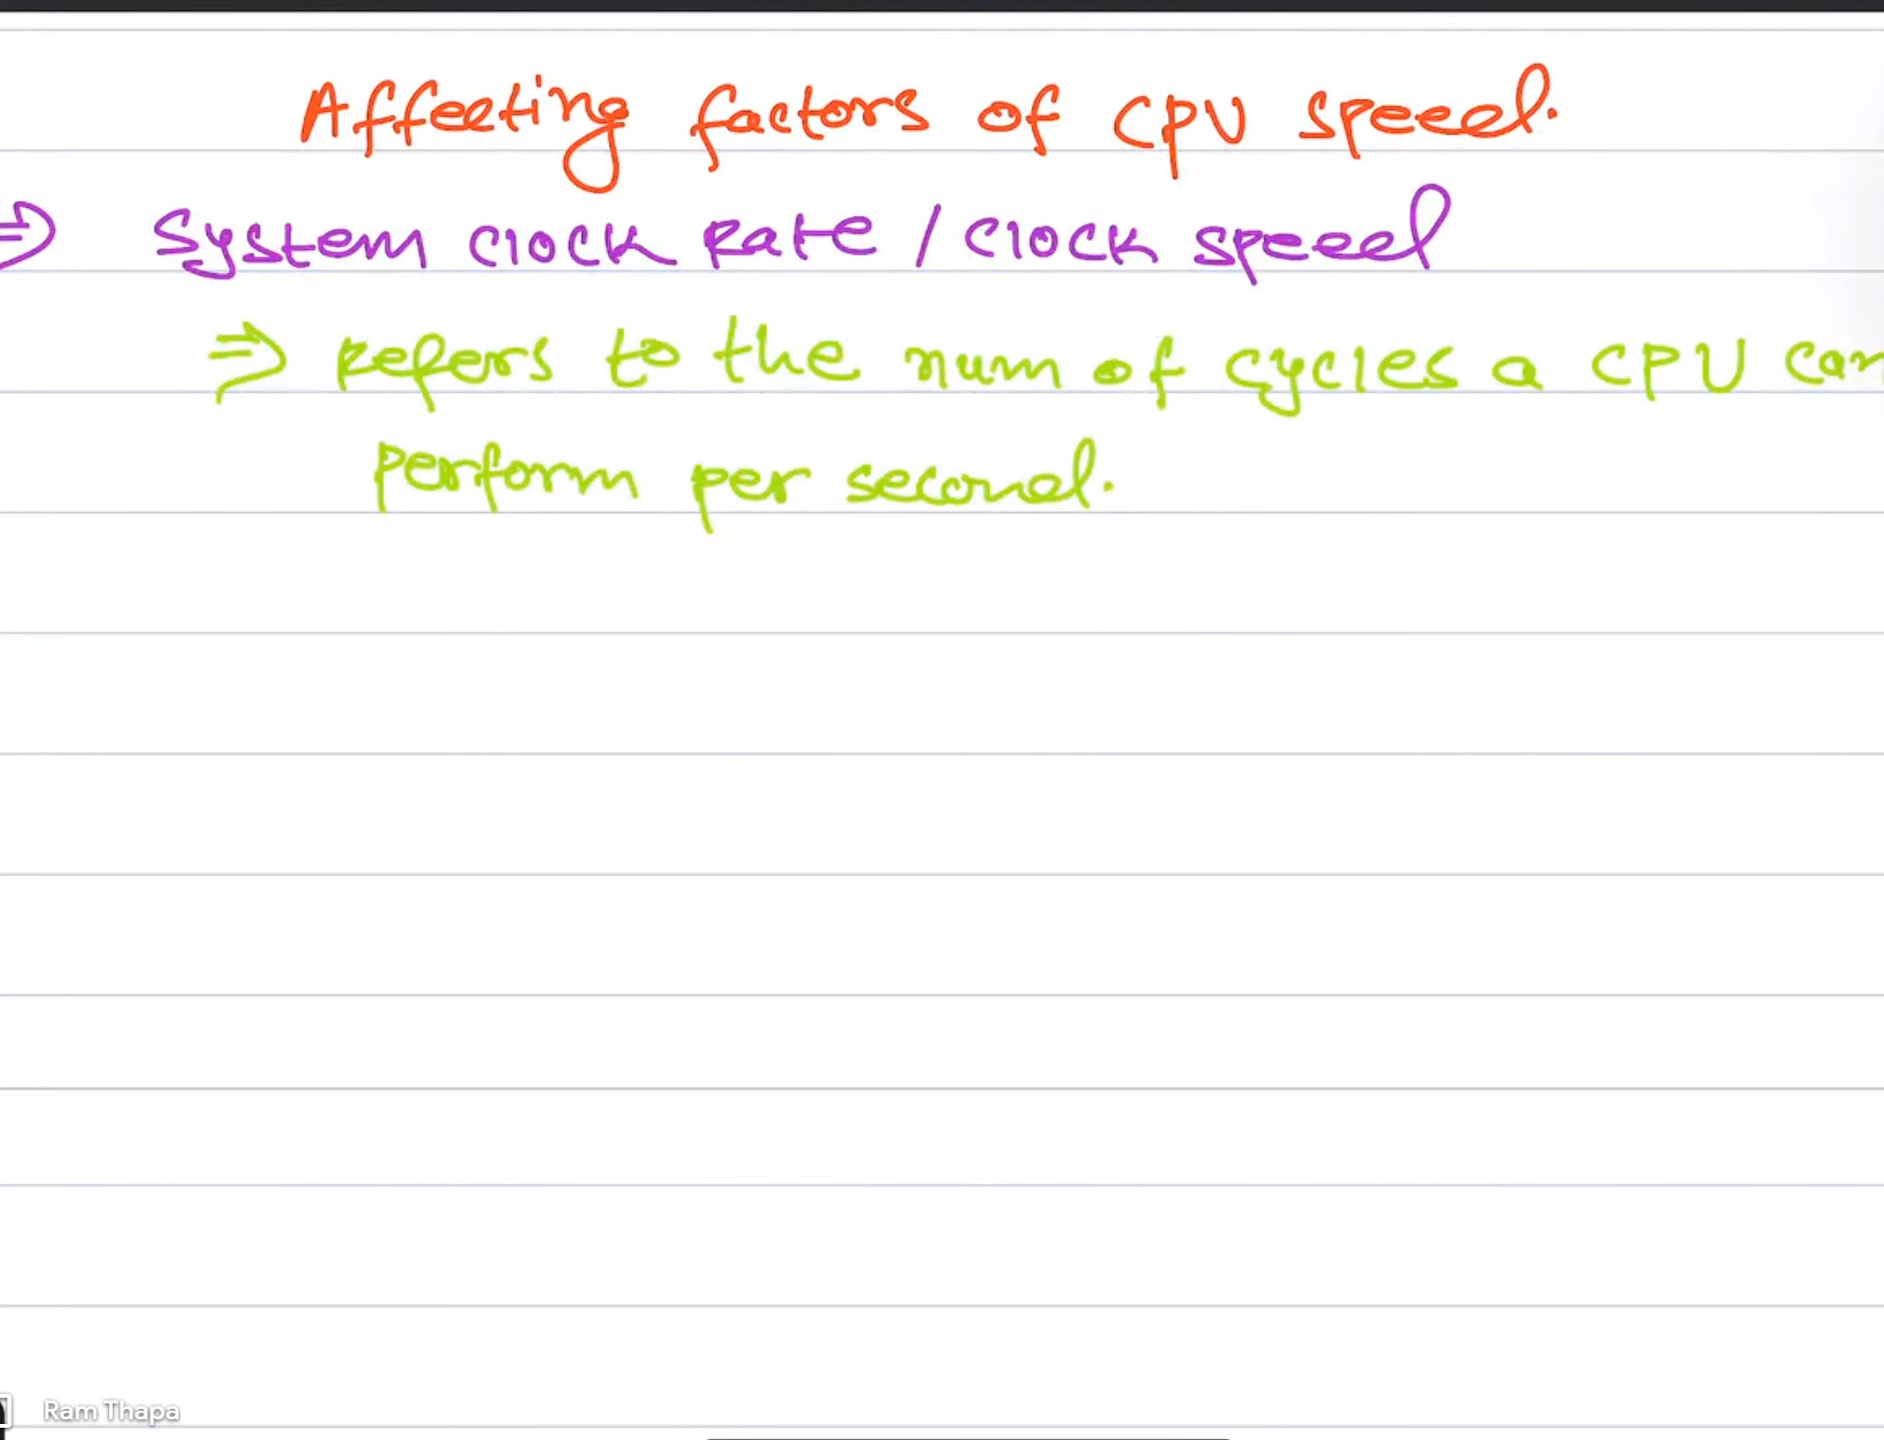 Affecting factors of CPU speed.
⇒ System clock Rate / clock speed
⇒ Refers to the num of cycles a CPU can
perform per second.
Ram Thapa